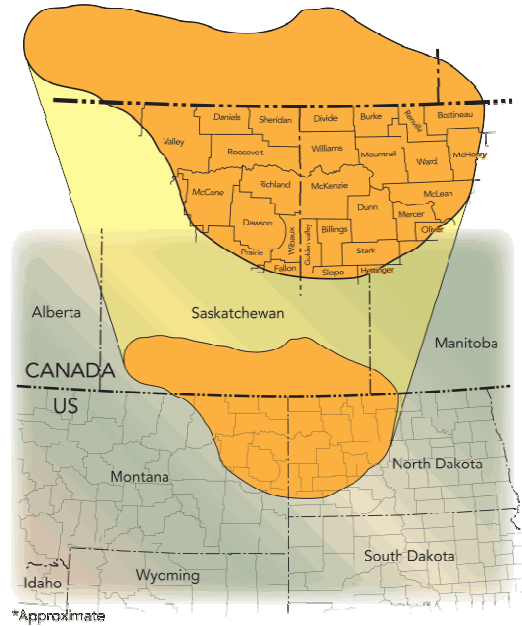 Daniels
Sheridan
Divide
Burke
Renville
Bottineau
Valley
Roosevelt
Williams
Mountrail
Ward
McHenry
McCone
Richland
McKenzie
McLean
Dunn
Mercer
Dawson
Wibaux
Golden Valley
Billings
Oliver
Prairie
Stark
Fallon
Slope
Hettinger
Alberta
Saskatchewan
Manitoba
CANADA
US
Montana
North Dakota
South Dakota
Wyoming
Idaho
*Approximate